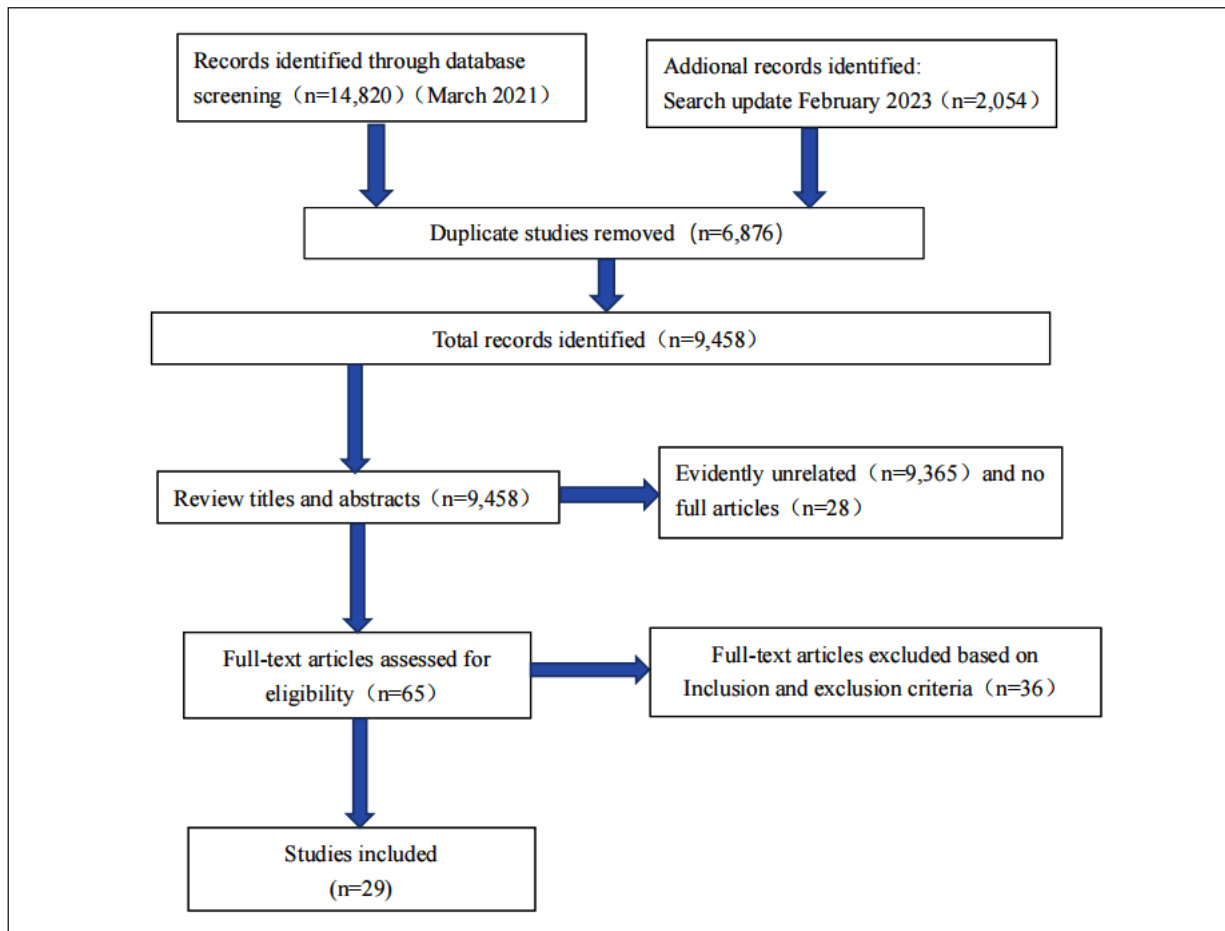 Records identified through database
screening（n=14,820）（March 2021）
Addional records identified:
Search update February 2023（n=2,054）
Duplicate studies removed（n=6,876）
Total records identified（n=9,458）
Review titles and abstracts（n=9,458）
Evidently unrelated（n=9,365）and no
full articles（n=28）
Full-text articles assessed for
eligibility（n=65）
Full-text articles excluded based on
Inclusion and exclusion criteria（n=36）
Studies included
(n=29)